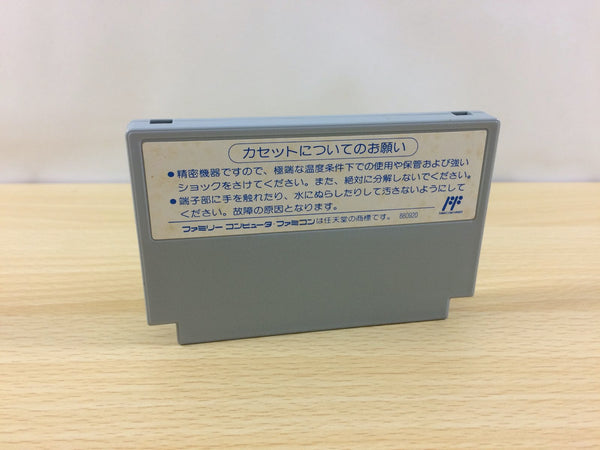 カセットについてのお願い
●精密機器ですので、極端な温度条件下での使用や保管および強い
ショックをさけてください。また、絶対に分解しないでください。
●端子部に手を触れたり、水にぬらしたりして汚さないようにして
ください。故障の原因となります。
ファミリーコンピュータ・ファミコンは任天堂の商標です。 860920